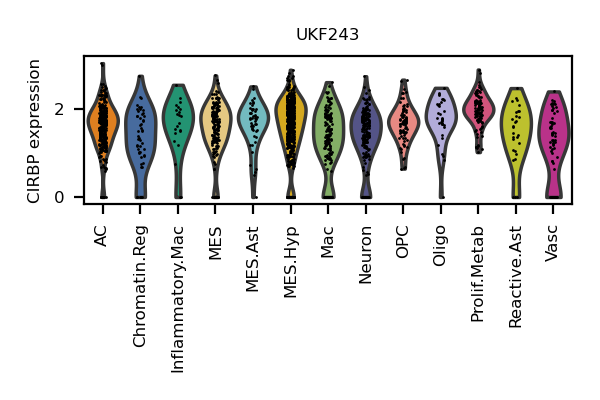 UKF243
CIRBP expression
2
0
AC
Chromatin.Reg
Inflammatory.Mac
MES
MES.Ast
MES.Hyp
Mac
Neuron
OPC
Oligo
Prolif.Metab
Reactive.Ast
Vasc